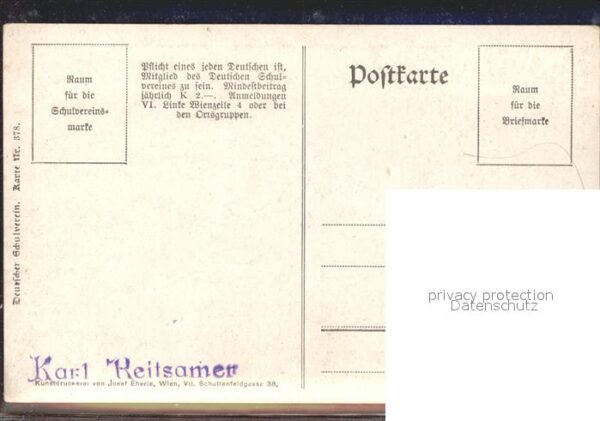 Raum
für die
Schulvereins-
marke
Pflicht eines jeden Deutschen ist,
Mitglied des Deutschen Schul-
vereines zu sein. Mindestbeitrag
jährlich K 2.—. Anmeldungen
VI. Linke Wienzeile 4 oder bei
den Ortsgruppen.
Postkarte
Raum
für die
Briefmarke
Deutscher Schulverein. Karte Nr. 378.
privacy protection
Datenschutz
Karl Reitsamer
Kunstdruckerei von Josef Eberle, Wien, VII. Schottenfeldgasse 38.